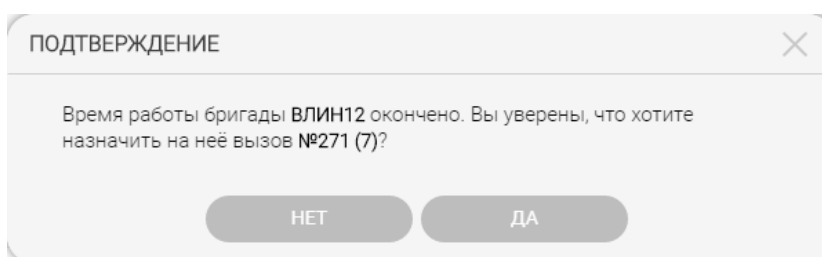 ПОДТВЕРЖДЕНИЕ
Время работы бригады ВЛИН12 окончено. Вы уверены, что хотите
назначить на неё вызов №271 (7)?
НЕТ ДА